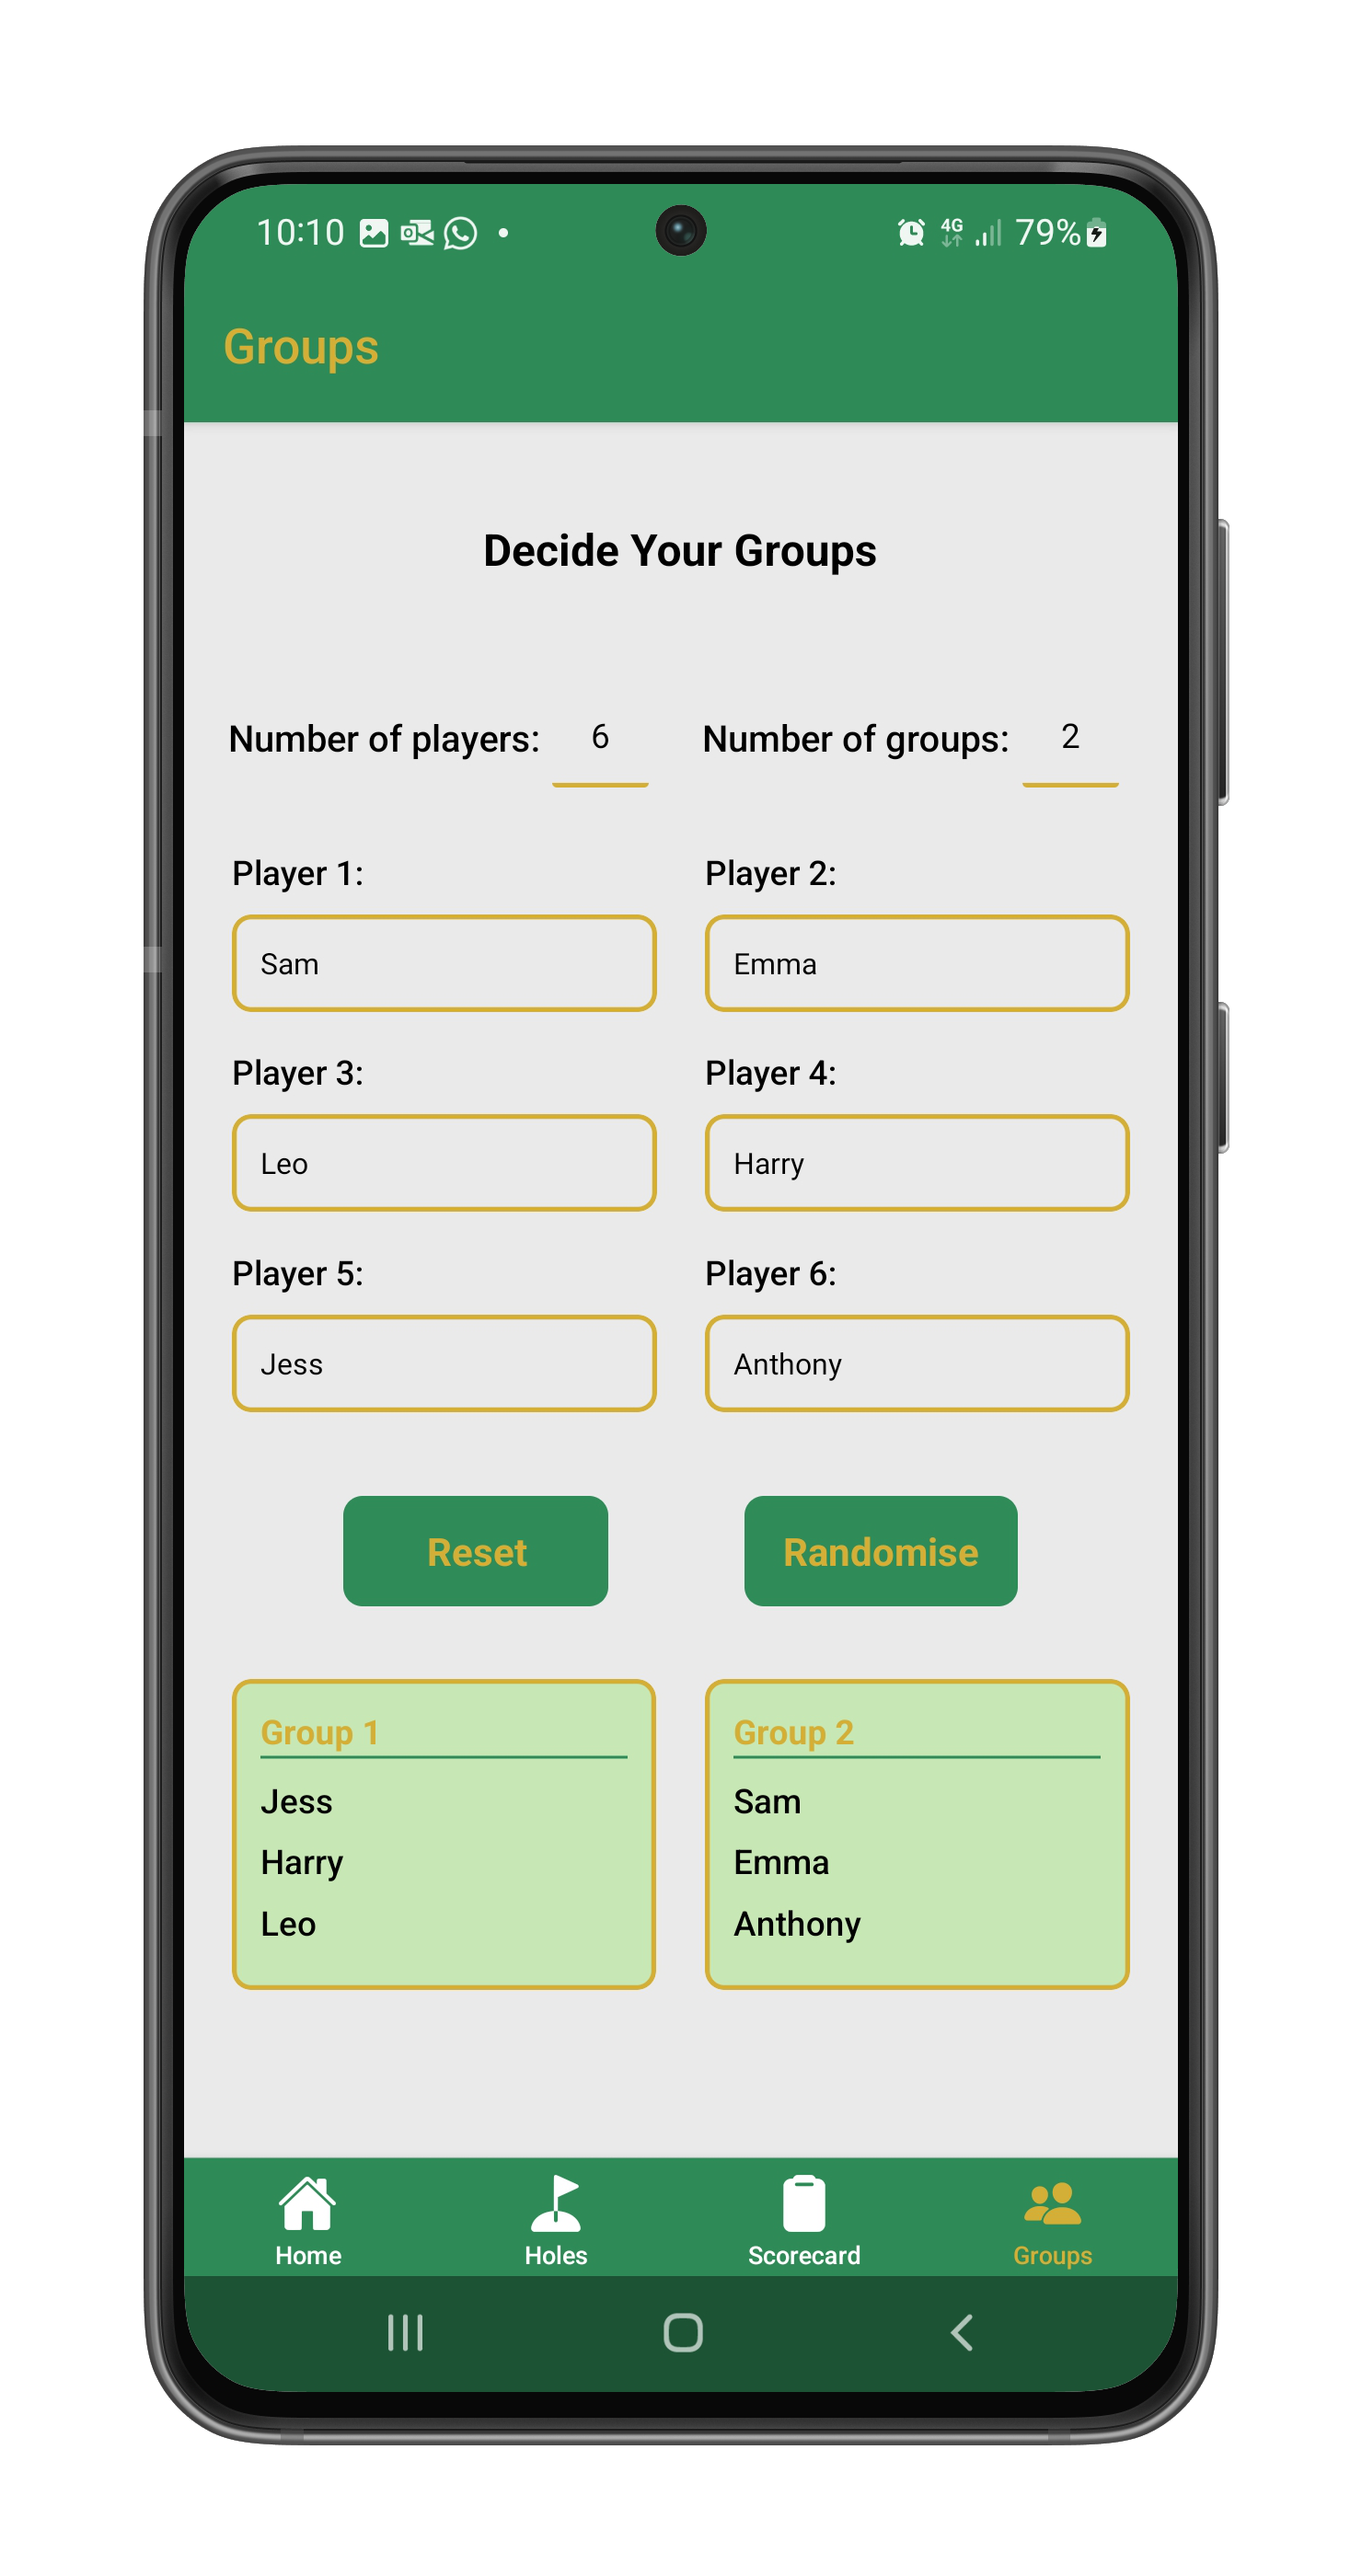 10:10 4G 79%
Groups
Decide Your Groups
Number of players: 6 Number of groups: 2
Player 1: Player 2:
Sam Emma
Player 3: Player 4:
Leo Harry
Player 5: Player 6:
Jess Anthony
Reset Randomise
Group 1 Group 2
Jess Sam
Harry Emma
Leo Anthony
Home Holes Scorecard Groups